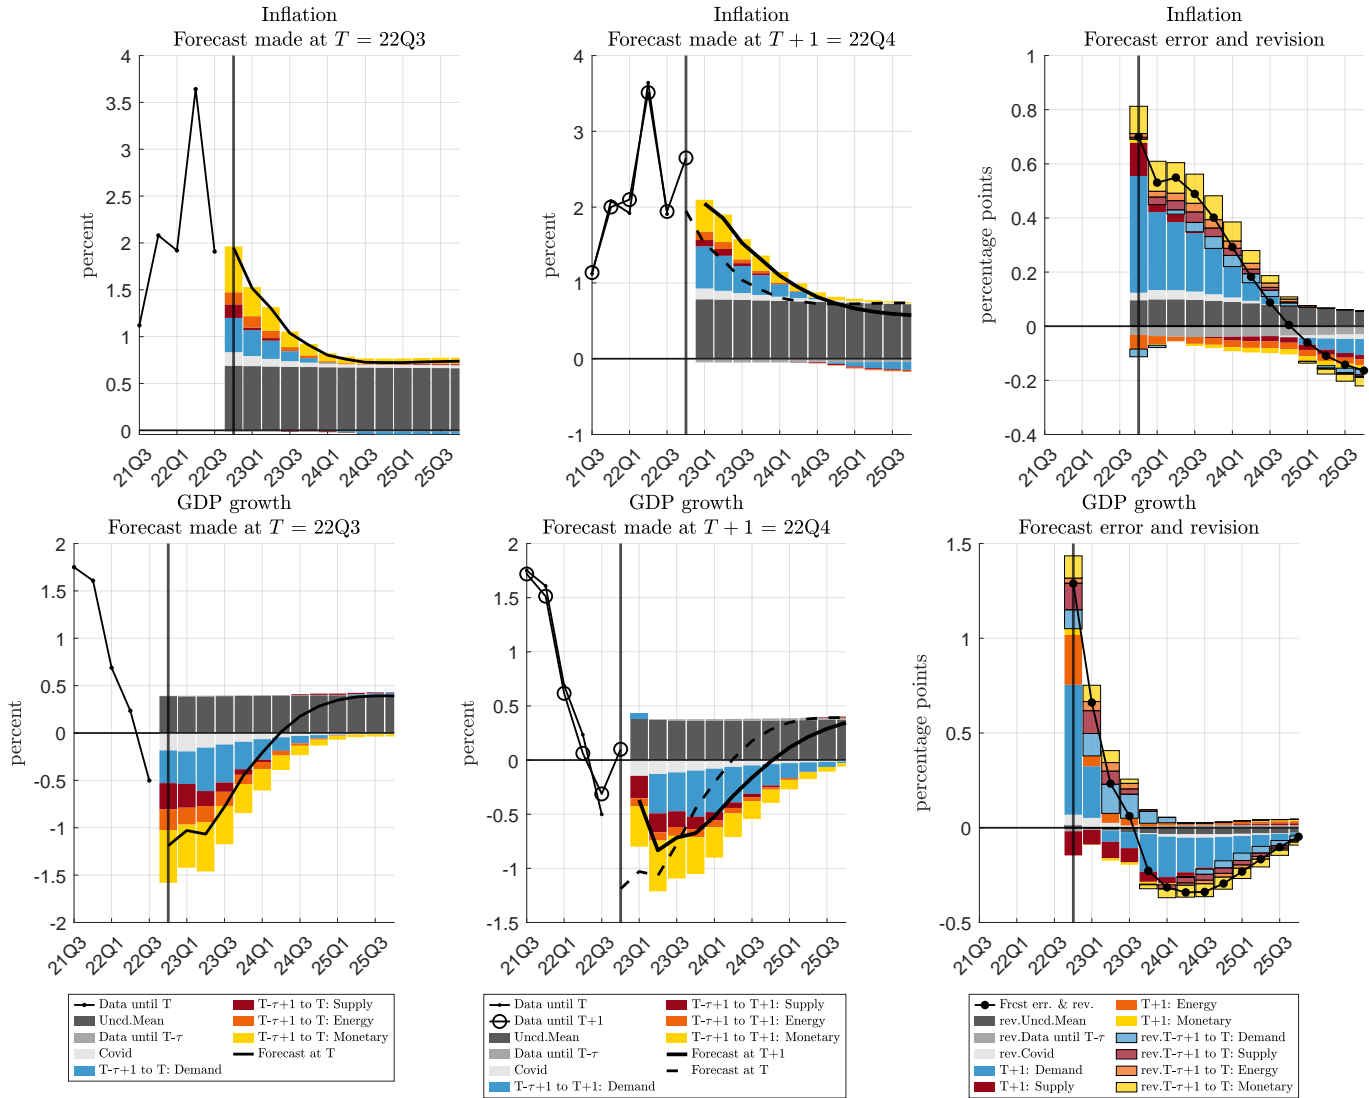 Inflation
Forecast made at T = 22Q3
percent
4
3.5
3
2.5
2
1.5
1
0.5
0
21Q3
22Q1
22Q3
23Q1
23Q3
24Q1
24Q3
25Q1
25Q3
Inflation
Forecast made at T + 1 = 22Q4
percent
4
3
2
1
0
-1
21Q3
22Q1
22Q3
23Q1
23Q3
24Q1
24Q3
25Q1
25Q3
Inflation
Forecast error and revision
percentage points
1
0.8
0.6
0.4
0.2
0
-0.2
-0.4
21Q3
22Q1
22Q3
23Q1
23Q3
24Q1
24Q3
25Q1
25Q3
GDP growth
Forecast made at T = 22Q3
percent
2
1.5
1
0.5
0
-0.5
-1
-1.5
-2
21Q3
22Q1
22Q3
23Q1
23Q3
24Q1
24Q3
25Q1
25Q3
GDP growth
Forecast made at T + 1 = 22Q4
percent
2
1.5
1
0.5
0
-0.5
-1
-1.5
21Q3
22Q1
22Q3
23Q1
23Q3
24Q1
24Q3
25Q1
25Q3
GDP growth
Forecast error and revision
percentage points
1.5
1
0.5
0
-0.5
21Q3
22Q1
22Q3
23Q1
23Q3
24Q1
24Q3
25Q1
25Q3
Data until T
Uncd.Mean
Data until T-τ
Covid
T-τ+1 to T: Demand
T-τ+1 to T: Supply
T-τ+1 to T: Energy
T-τ+1 to T: Monetary
Forecast at T
Data until T
Data until T+1
Uncd.Mean
Data until T-τ
Covid
T-τ+1 to T+1: Demand
T-τ+1 to T+1: Supply
T-τ+1 to T+1: Energy
T-τ+1 to T+1: Monetary
Forecast at T+1
Forecast at T
Frcst err. & rev.
rev.Uncd.Mean
rev.Data until T-τ
rev.Covid
T+1: Demand
T+1: Supply
T+1: Energy
T+1: Monetary
rev.T-τ+1 to T: Demand
rev.T-τ+1 to T: Supply
rev.T-τ+1 to T: Energy
rev.T-τ+1 to T: Monetary